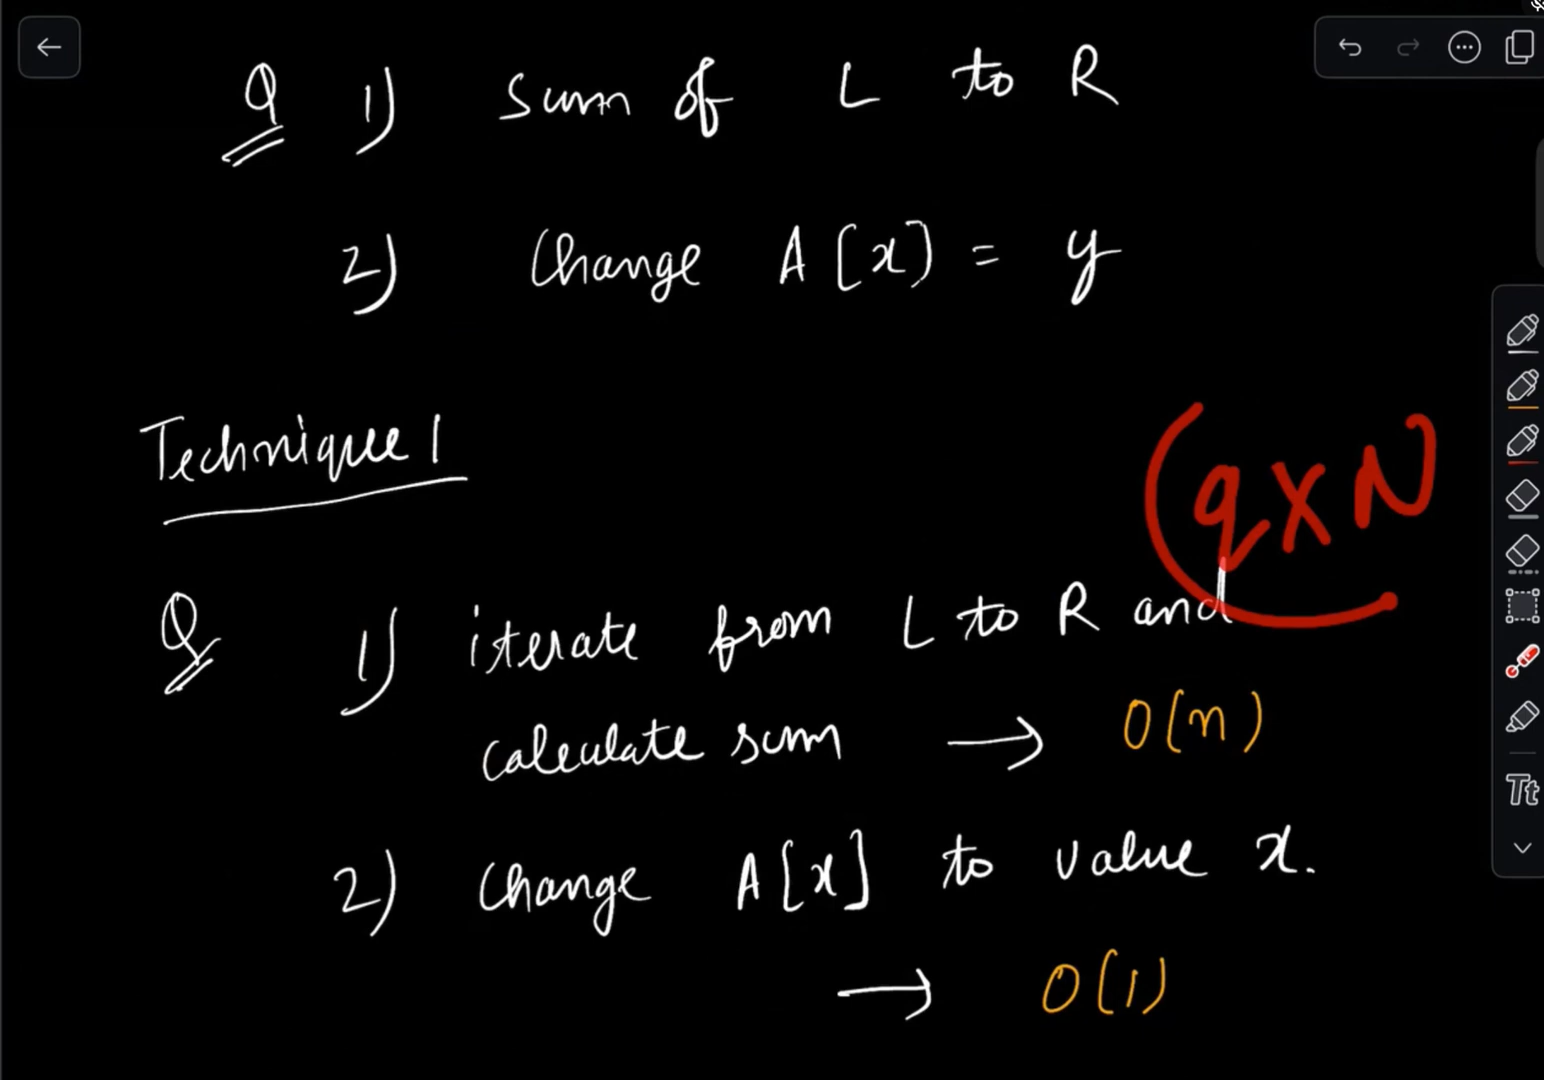 Q 1) Sum of L to R
2) Change A[x] = y
Technique 1
(q x N)
Q 1) iterate from L to R and
calculate sum → O(n)
2) Change A[x] to value x.
→ O(1)
Tt